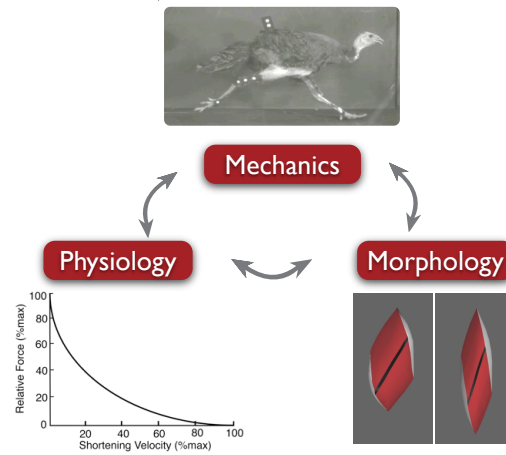 Mechanics
Physiology
Morphology
Relative Force (%max)
100
80
60
40
20
0
20
40
60
80
100
Shortening Velocity (%max)